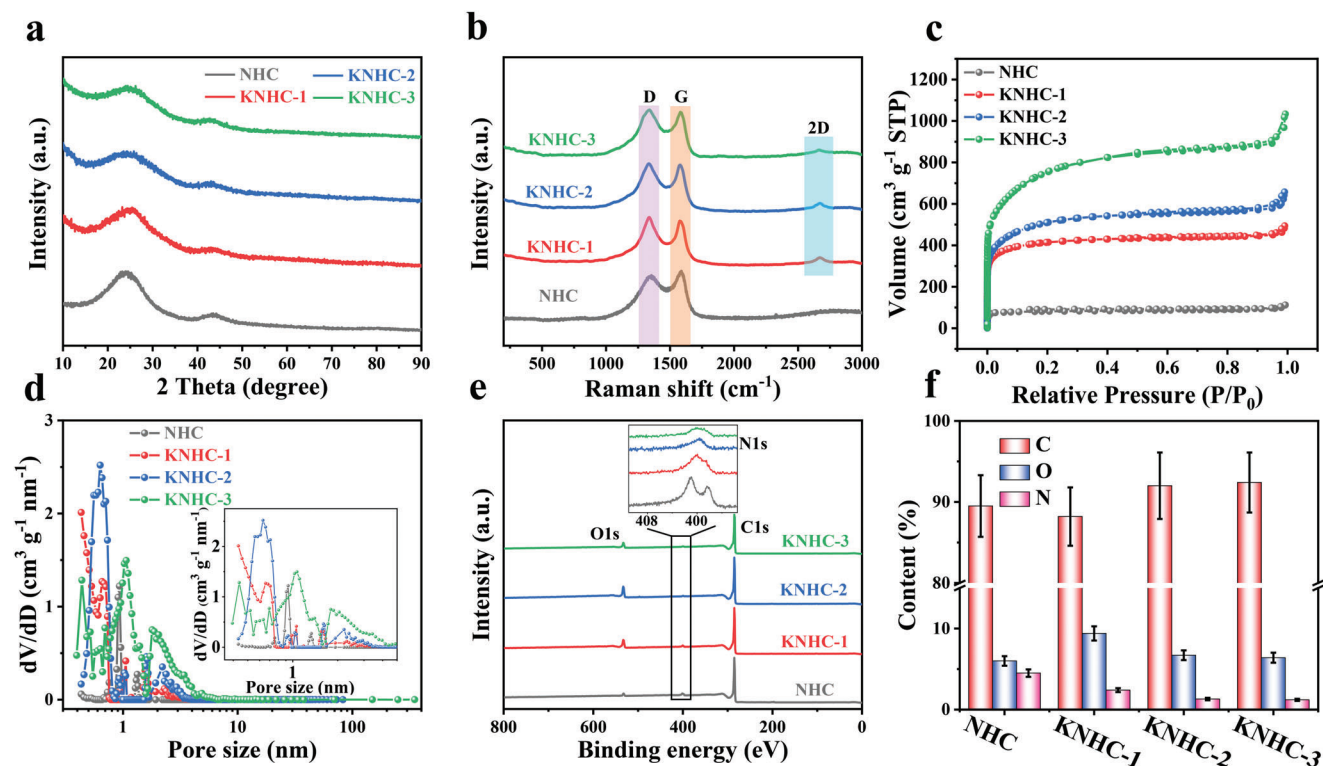 a
Intensity (a.u.)
NHC
KNHC-1
KNHC-2
KNHC-3
10 20 30 40 50 60 70 80 90
2 Theta (degree)
b
Intensity (a.u.)
D
G
2D
KNHC-3
KNHC-2
KNHC-1
NHC
500 1000 1500 2000 2500 3000
Raman shift (cm⁻¹)
c
Volume (cm³ g⁻¹ STP)
1200
1000
800
600
400
200
0
NHC
KNHC-1
KNHC-2
KNHC-3
0.0 0.2 0.4 0.6 0.8 1.0
Relative Pressure (P/P₀)
d
dV/dD (cm³ g⁻¹ nm⁻¹)
3
2
1
0
NHC
KNHC-1
KNHC-2
KNHC-3
dV/dD (cm³ g⁻¹ nm⁻¹)
3
2
1
0
1
Pore size (nm)
1 10 100
Pore size (nm)
e
Intensity (a.u.)
N1s
408 400
O1s
C1s
KNHC-3
KNHC-2
KNHC-1
NHC
800 600 400 200 0
Binding energy (eV)
f
Content (%)
100
90
80
10
5
0
C
O
N
NHC
KNHC-1
KNHC-2
KNHC-3